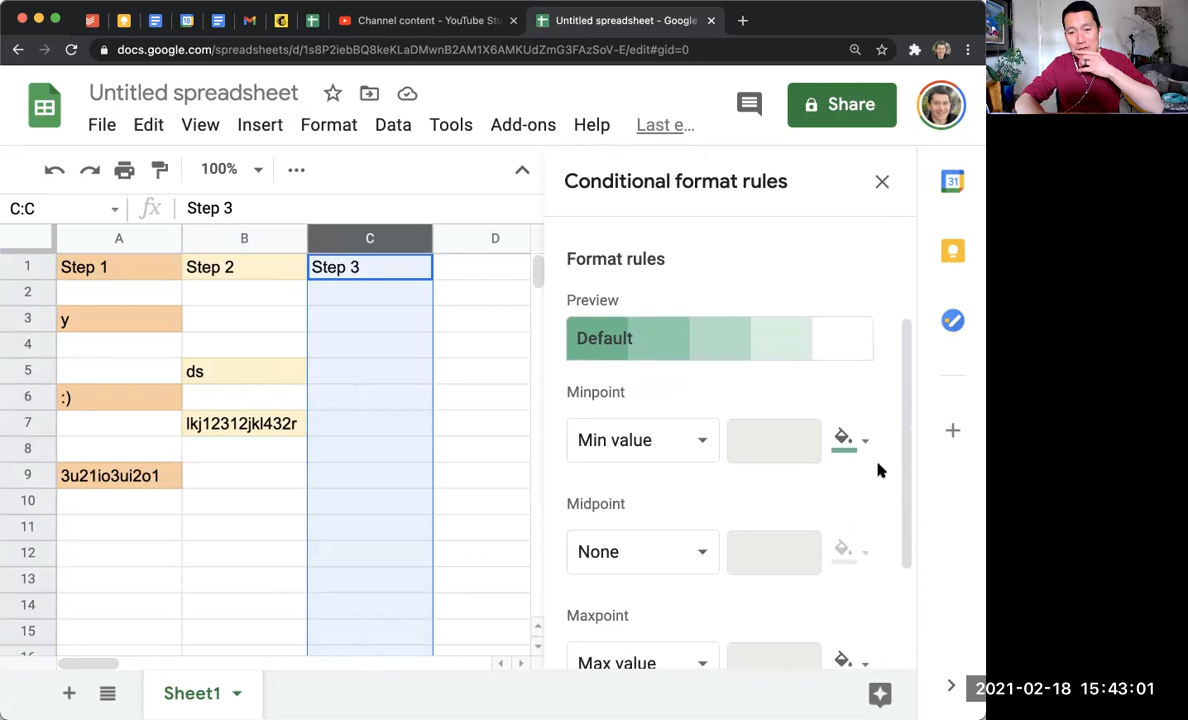 Channel content - YouTube Stu
Untitled spreadsheet - Google
docs.google.com/spreadsheets/d/1s8P2iebBQ8keKLaDMwnB2AM1X6AMKUdZmG3FAzSoV-E/edit#gid=0
Untitled spreadsheet
Share
File Edit View Insert Format Data Tools Add-ons Help Last e...
100%
Conditional format rules
C:C
fx
Step 3
A B C D
1 Step 1 Step 2 Step 3
2
3 y
4
5 ds
6 :)
7 lkj12312jkl432r
8
9 3u21io3ui2o1
10
11
12
13
14
15
Format rules
Preview
Default
Minpoint
Min value
Midpoint
None
Maxpoint
Max value
31
Sheet1
2021-02-18 15:43:01